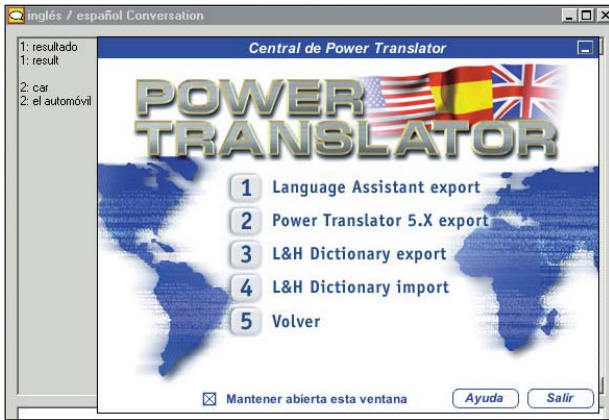 inglés / español Conversation
1: resultado
1: result
2: car
2: el automóvil
Central de Power Translator
POWER
TRANSLATOR
1 Language Assistant export
2 Power Translator 5.X export
3 L&H Dictionary export
4 L&H Dictionary import
5 Volver
Mantener abierta esta ventana Ayuda Salir